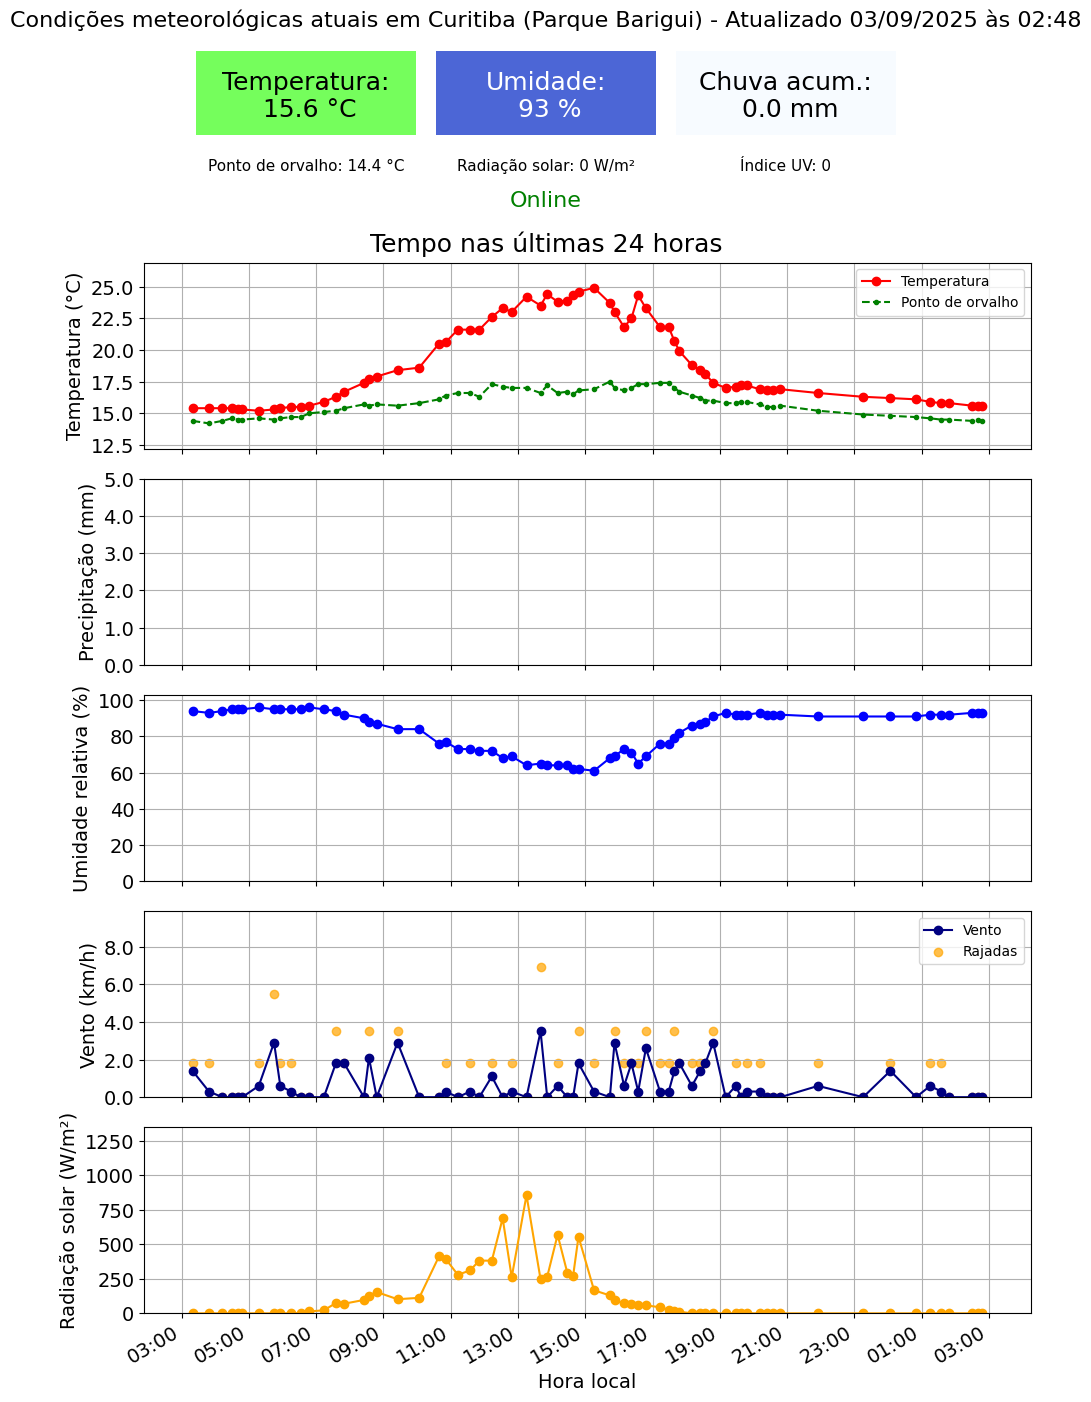 Condições meteorológicas atuais em Curitiba (Parque Barigui) - Atualizado 03/09/2025 às 02:48
Temperatura:
15.6 °C
Umidade:
93 %
Chuva acum.:
0.0 mm
Ponto de orvalho: 14.4 °C
Radiação solar: 0 W/m²
Índice UV: 0
Online
Tempo nas últimas 24 horas
Temperatura (°C)
25.0
22.5
20.0
17.5
15.0
12.5
Temperatura
Ponto de orvalho
Precipitação (mm)
5.0
4.0
3.0
2.0
1.0
0.0
Umidade relativa (%)
100
80
60
40
20
0
Vento (km/h)
8.0
6.0
4.0
2.0
0.0
Vento
Rajadas
Radiação solar (W/m²)
1250
1000
750
500
250
0
03:00
05:00
07:00
09:00
11:00
13:00
15:00
17:00
19:00
21:00
23:00
01:00
03:00
Hora local